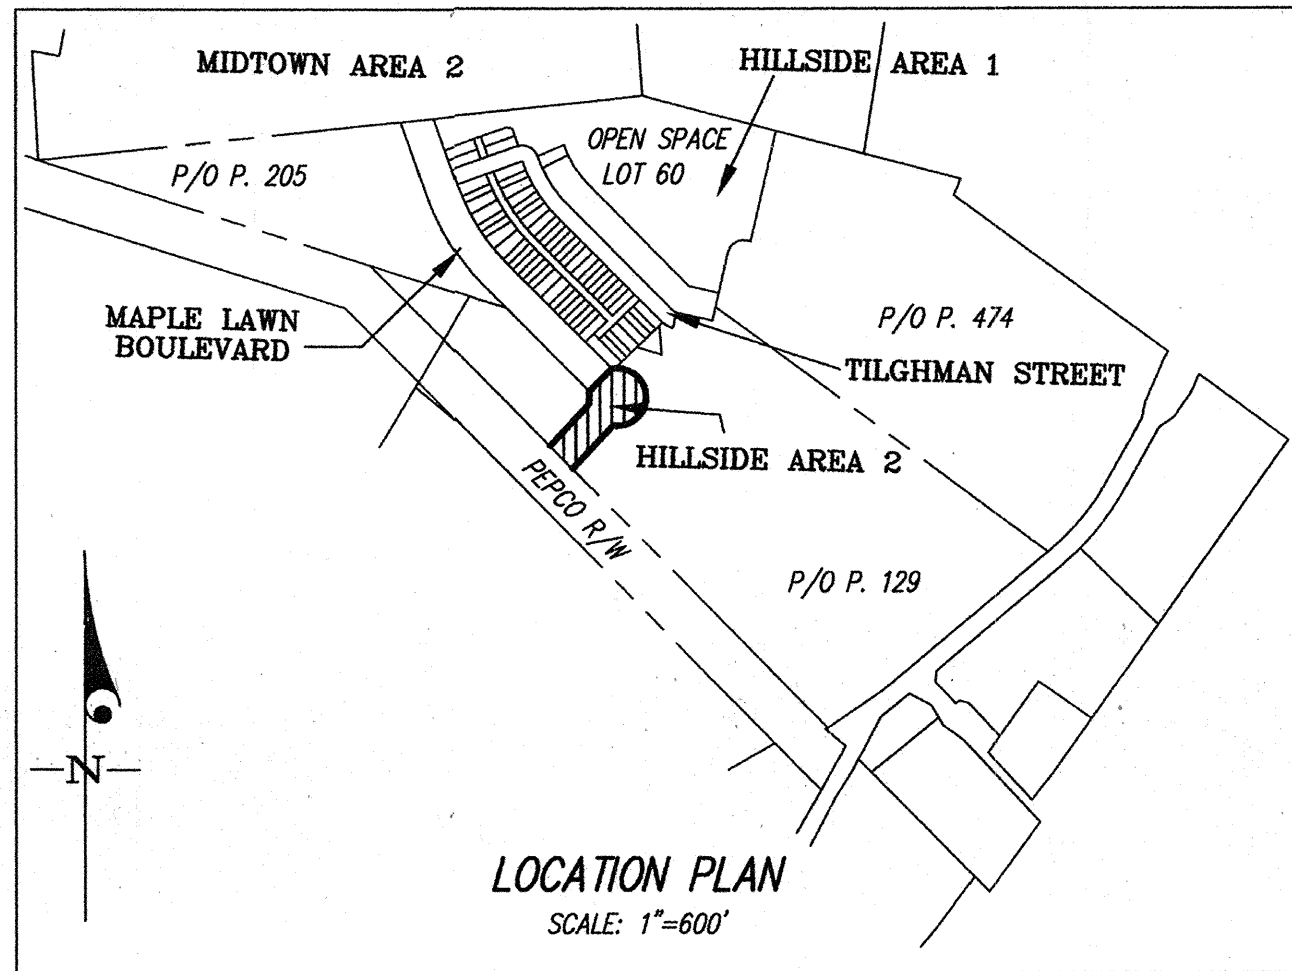 MIDTOWN AREA 2
HILLSIDE AREA 1
OPEN SPACE
LOT 60
P/O P. 205
MAPLE LAWN
BOULEVARD
P/O P. 474
TILGHMAN STREET
HILLSIDE AREA 2
PEPCO R/W
P/O P. 129
N
LOCATION PLAN
SCALE: 1"=600'